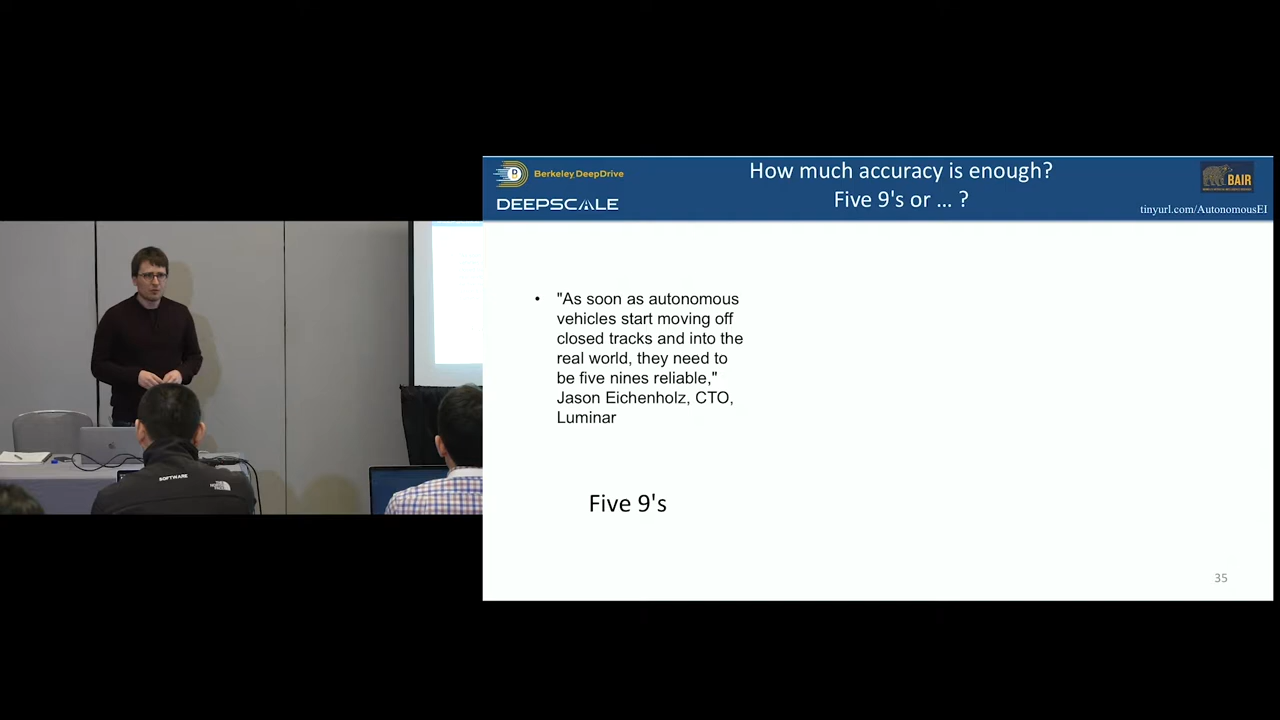 Berkeley DeepDrive
DEEPSCALE
How much accuracy is enough?
Five 9's or ... ?
BAIR
tinyurl.com/AutonomousEI
• "As soon as autonomous
vehicles start moving off
closed tracks and into the
real world, they need to
be five nines reliable,"
Jason Eichenholz, CTO,
Luminar
Five 9's
35
SOFTWARE
THE NORTH FACE